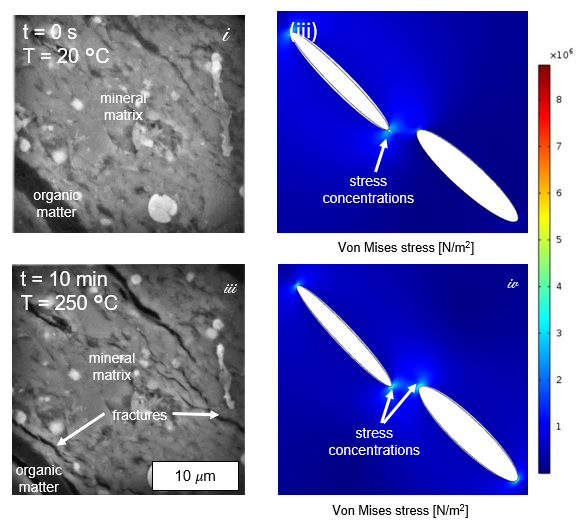 t = 0 s
T = 20 °C
i
mineral
matrix
organic
matter
(iii)
stress
concentrations
Von Mises stress [N/m²]
×10⁶
8
7
6
5
4
3
2
1
t = 10 min
T = 250 °C
iii
mineral
matrix
fractures
organic
matter
10 μm
iv
stress
concentrations
Von Mises stress [N/m²]